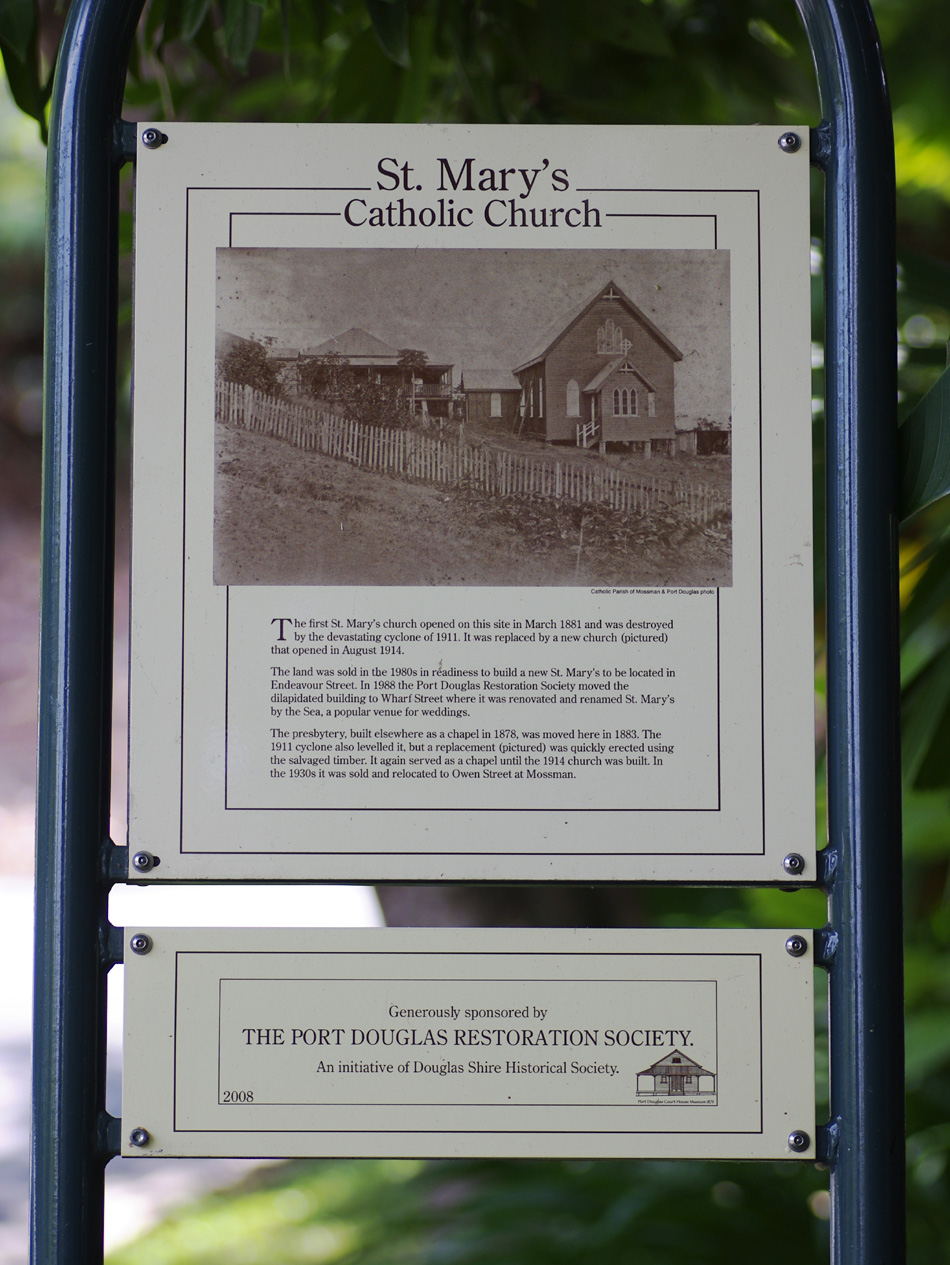 St. Mary's
Catholic Church
Catholic Parish of Mossman & Port Douglas photo
The first St. Mary's church opened on this site in March 1881 and was destroyed
by the devastating cyclone of 1911. It was replaced by a new church (pictured)
that opened in August 1914.
The land was sold in the 1980s in readiness to build a new St. Mary's to be located in
Endeavour Street. In 1988 the Port Douglas Restoration Society moved the
dilapidated building to Wharf Street where it was renovated and renamed St. Mary's
by the Sea, a popular venue for weddings.
The presbytery, built elsewhere as a chapel in 1878, was moved here in 1883. The
1911 cyclone also levelled it, but a replacement (pictured) was quickly erected using
the salvaged timber. It again served as a chapel until the 1914 church was built. In
the 1930s it was sold and relocated to Owen Street at Mossman.
Generously sponsored by
THE PORT DOUGLAS RESTORATION SOCIETY.
An initiative of Douglas Shire Historical Society.
2008
Port Douglas Court House Museum